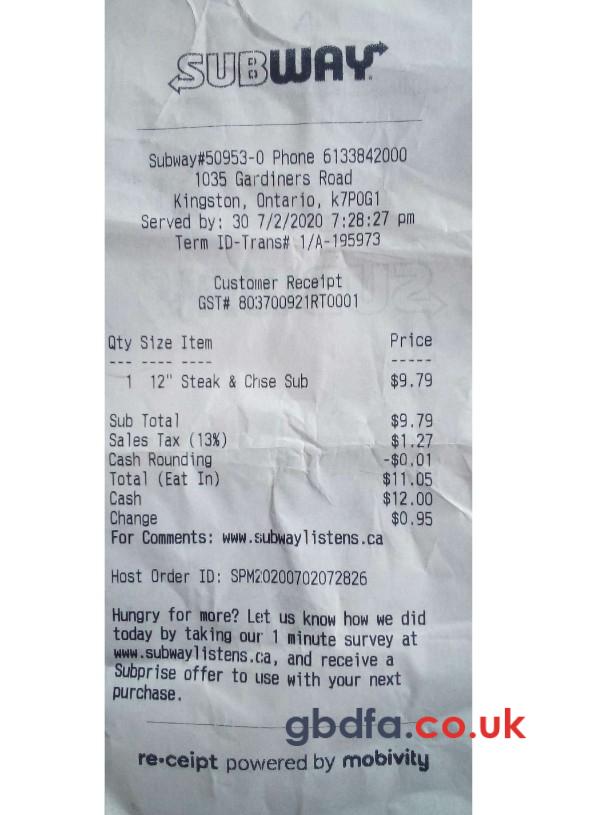 SUBWAY
Subway#50953-0 Phone 6133842000
1035 Gardiners Road
Kingston, Ontario, k7P0G1
Served by: 30 7/2/2020 7:28:27 pm
Term ID-Trans# 1/A-195973
Customer Receipt
GST# 803700921RT0001
Qty Size Item Price
--- ---- ---- -----
1 12" Steak & Chse Sub $9.79
Sub Total $9.79
Sales Tax (13%) $1.27
Cash Rounding -$0.01
Total (Eat In) $11.05
Cash $12.00
Change $0.95
For Comments: www.subwaylistens.ca
Host Order ID: SPM20200702072826
Hungry for more? Let us know how we did
today by taking our 1 minute survey at
www.subwaylistens.ca, and receive a
Subprise offer to use with your next
purchase.
gbdfa.co.uk
re•ceipt powered by mobivity